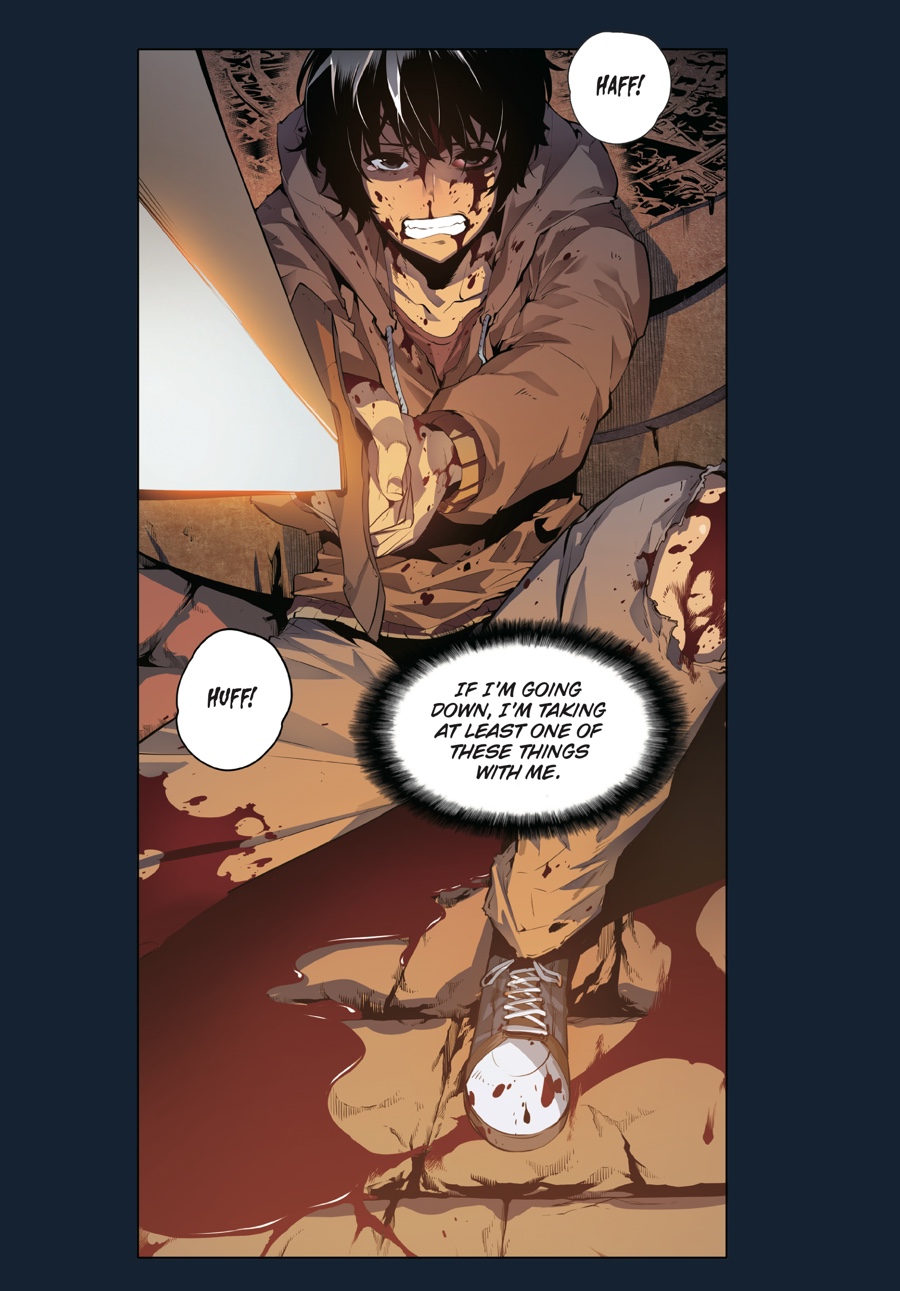 HAFF!
HUFF!
IF I'M GOING
DOWN, I'M TAKING
AT LEAST ONE OF
THESE THINGS
WITH ME.